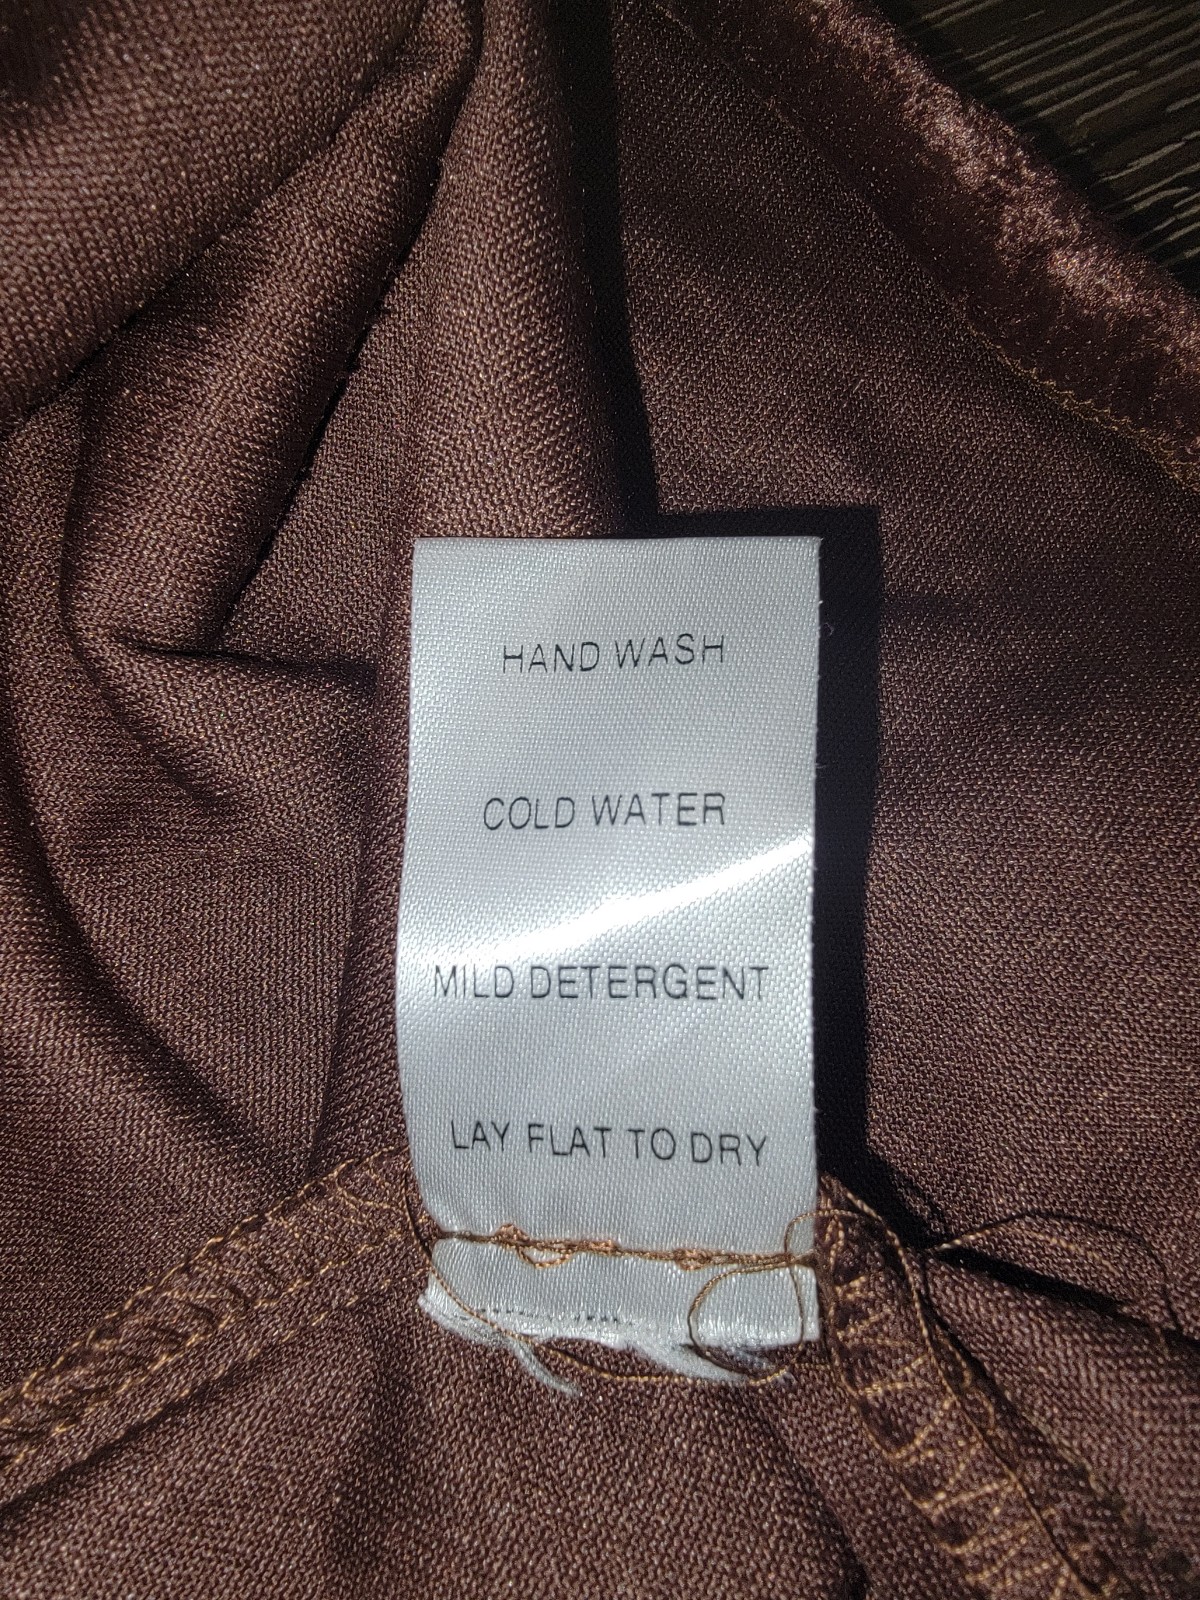 HAND WASH
COLD WATER
MILD DETERGENT
LAY FLAT TO DRY